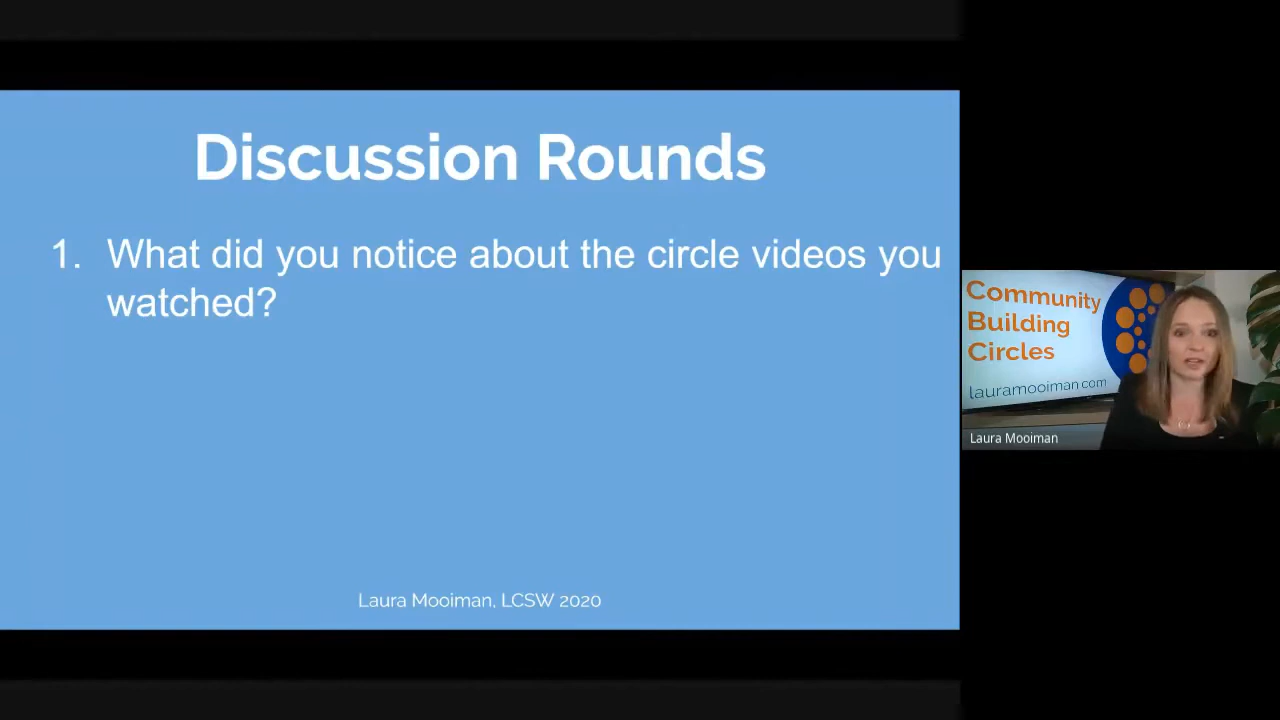 Discussion Rounds
1. What did you notice about the circle videos you
watched?
Laura Mooiman, LCSW 2020
Community
Building
Circles
lauramooiman.com
Laura Mooiman